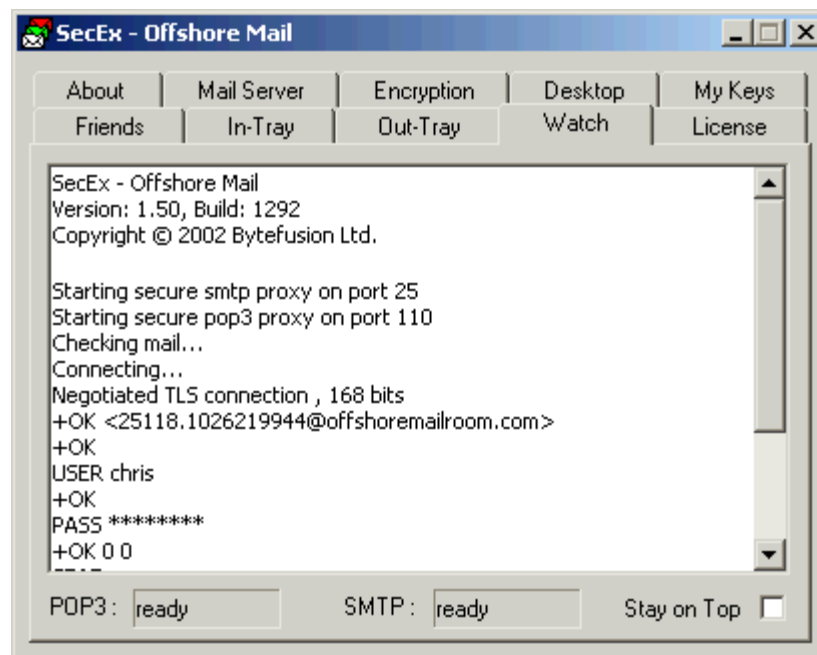 SecEx - Offshore Mail
About Mail Server Encryption Desktop My Keys
Friends In-Tray Out-Tray Watch License
SecEx - Offshore Mail
Version: 1.50, Build: 1292
Copyright © 2002 Bytefusion Ltd.
Starting secure smtp proxy on port 25
Starting secure pop3 proxy on port 110
Checking mail...
Connecting...
Negotiated TLS connection , 168 bits
+OK <25118.1026219944@offshoremailroom.com>
+OK
USER chris
+OK
PASS ********
+OK 0 0
POP3 : ready SMTP : ready Stay on Top